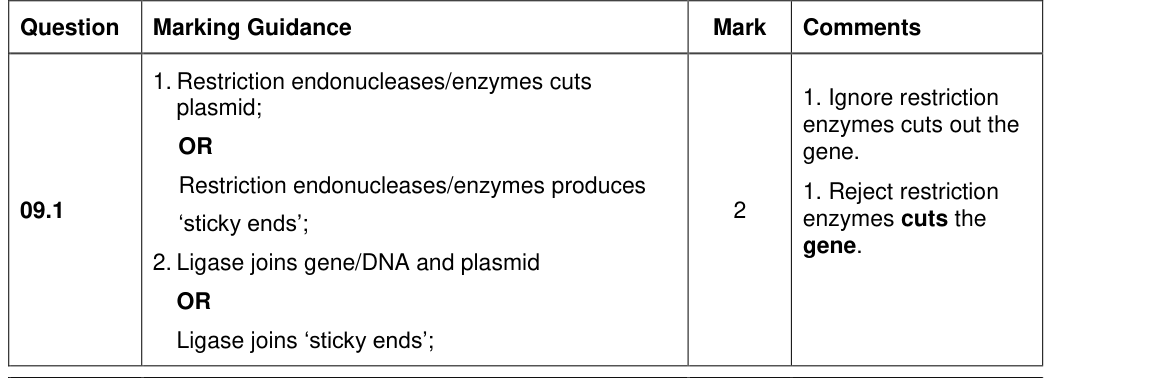 Question Marking Guidance Mark Comments
09.1
1. Restriction endonucleases/enzymes cuts
plasmid;
OR
Restriction endonucleases/enzymes produces
‘sticky ends’;
2. Ligase joins gene/DNA and plasmid
OR
Ligase joins ‘sticky ends’;
2
1. Ignore restriction
enzymes cuts out the
gene.
1. Reject restriction
enzymes cuts the
gene.